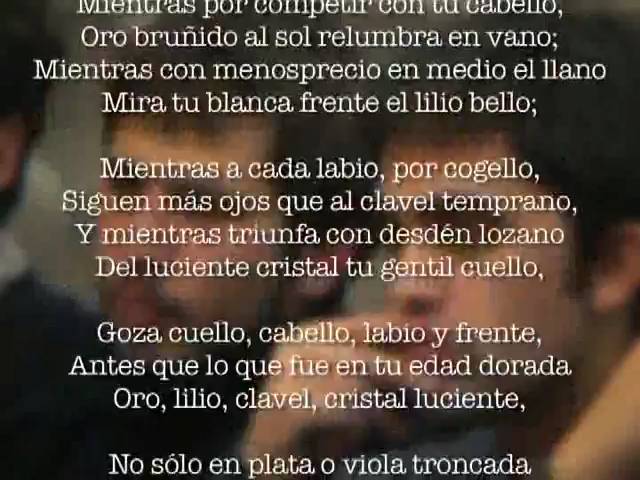 Mientras por competir con tu cabello,
Oro bruñido al sol relumbra en vano;
Mientras con menosprecio en medio el llano
Mira tu blanca frente el lilio bello;
Mientras a cada labio, por cogello,
Siguen más ojos que al clavel temprano,
Y mientras triunfa con desdén lozano
Del luciente cristal tu gentil cuello,
Goza cuello, cabello, labio y frente,
Antes que lo que fue en tu edad dorada
Oro, lilio, clavel, cristal luciente,
No sólo en plata o viola troncada